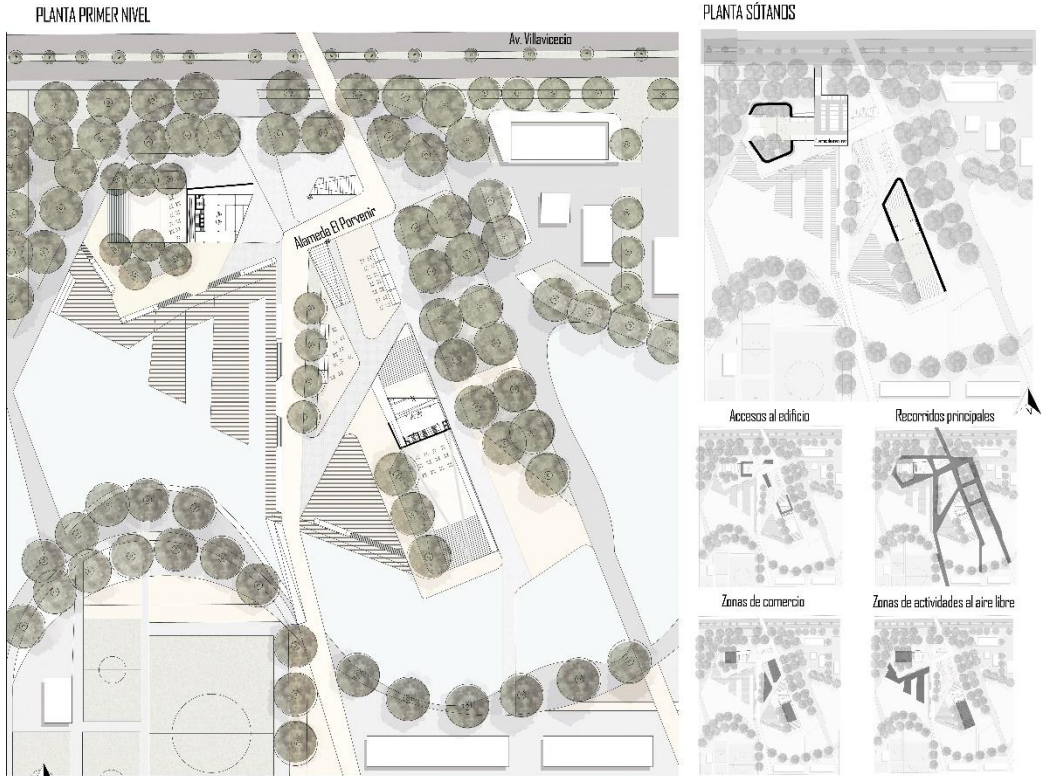 PLANTA PRIMER NIVEL
Av. Villavicecio
Alameda El Porvenir
PLANTA SÓTANOS
Accesos al edificio
Recorridos principales
Zonas de comercio
Zonas de actividades al aire libre